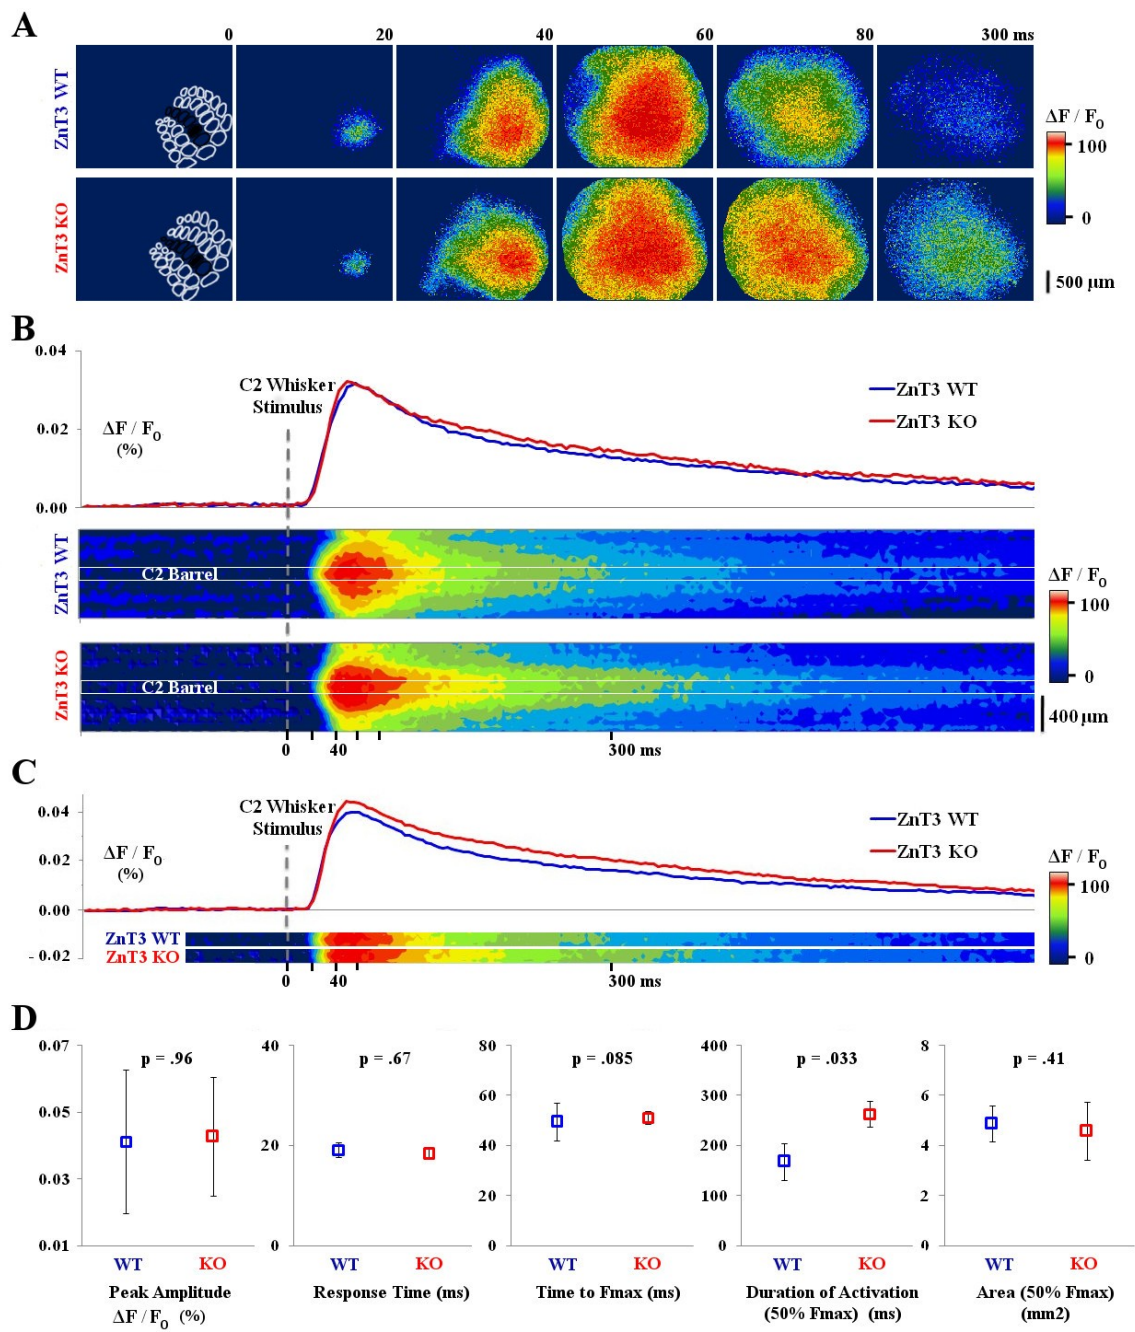 A
0 20 40 60 80 300 ms
ZnT3 WT
ZnT3 KO
ΔF / F0
100
0
500 μm
B
0.04
0.02
0.00
ΔF / F0
(%)
C2 Whisker
Stimulus
ZnT3 WT
ZnT3 KO
ZnT3 WT
C2 Barrel
ZnT3 KO
C2 Barrel
ΔF / F0
100
0
400 μm
0 40 300 ms
C
0.04
0.02
0.00
- 0.02
ΔF / F0
(%)
C2 Whisker
Stimulus
ZnT3 WT
ZnT3 KO
ZnT3 WT
ZnT3 KO
ΔF / F0
100
0
0 40 300 ms
D
0.07
0.05
0.03
0.01
p = .96
WT KO
Peak Amplitude
ΔF / F0 (%)
40
20
0
p = .67
WT KO
Response Time (ms)
80
60
40
20
0
p = .085
WT KO
Time to Fmax (ms)
400
300
200
100
0
p = .033
WT KO
Duration of Activation
(50% Fmax) (ms)
8
6
4
2
0
p = .41
WT KO
Area (50% Fmax)
(mm2)